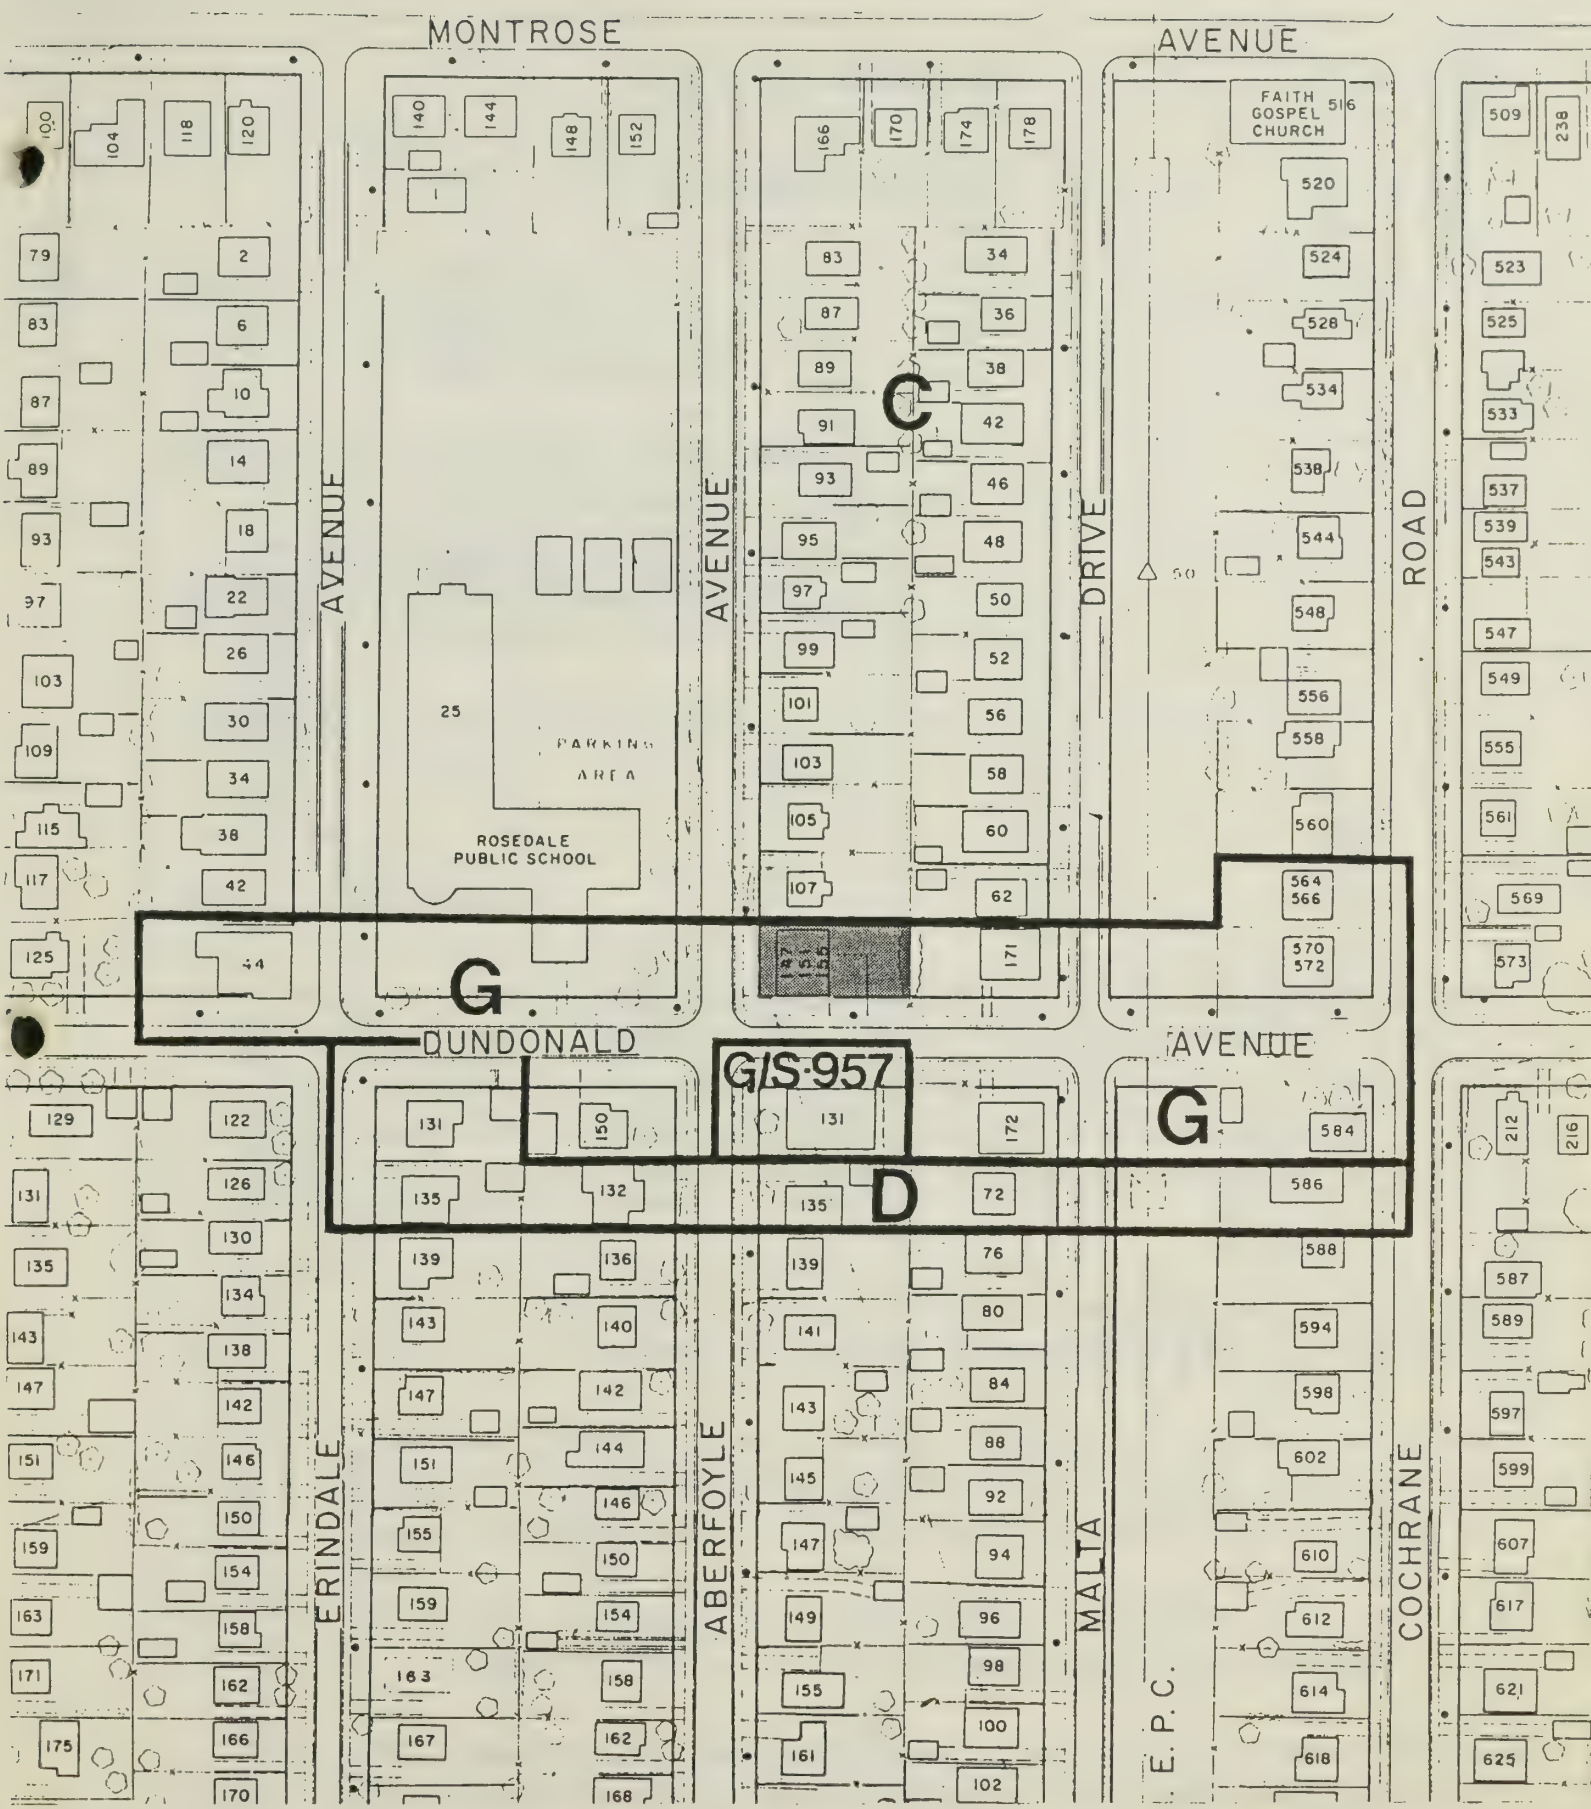 MONTROSE AVENUE
100 104 118 120 140 144 148 152 166 170 174 178
FAITH 516
GOSPEL
CHURCH
509 238
1
520
79 2 83 34 524 523
83 6 87 36 528 525
87 10 89 38 534
C
91 42 533
89 14 93 46 538 537
AVENUE AVENUE DRIVE ROAD
93 18 95 48 544 539
543
50
97 22 97 50 548 547
26 99 52
103 101 56 556 549
30 25 558
PARKING
AREA
109 34 103 58 555
115 38 105 60 560 561
ROSEDALE
PUBLIC SCHOOL
117 42 107 62
564
566
569
125 44
147
151
155
171
570
572
573
G
DUNDONALD AVENUE
G/S-957
129 122 131 150 131 172 G 584 212 216
131 126 135 132 135 D 72 586
130
135 139 136 139 76 588 587
134 143 140 141 80 594 589
143 138
147 142 147 142 143 84 598 597
151 146 151 144 145 88 602 599
150 155 146 92
159 154 150 147 94 610 607
163 158 159 154 149 96 612 617
ERINDALE ABERFOYLE MALTA COCHRANE
171 162 163 158 155 98 614 621
175 166 167 162 161 100 618 625
170 168 102
E.P.C.